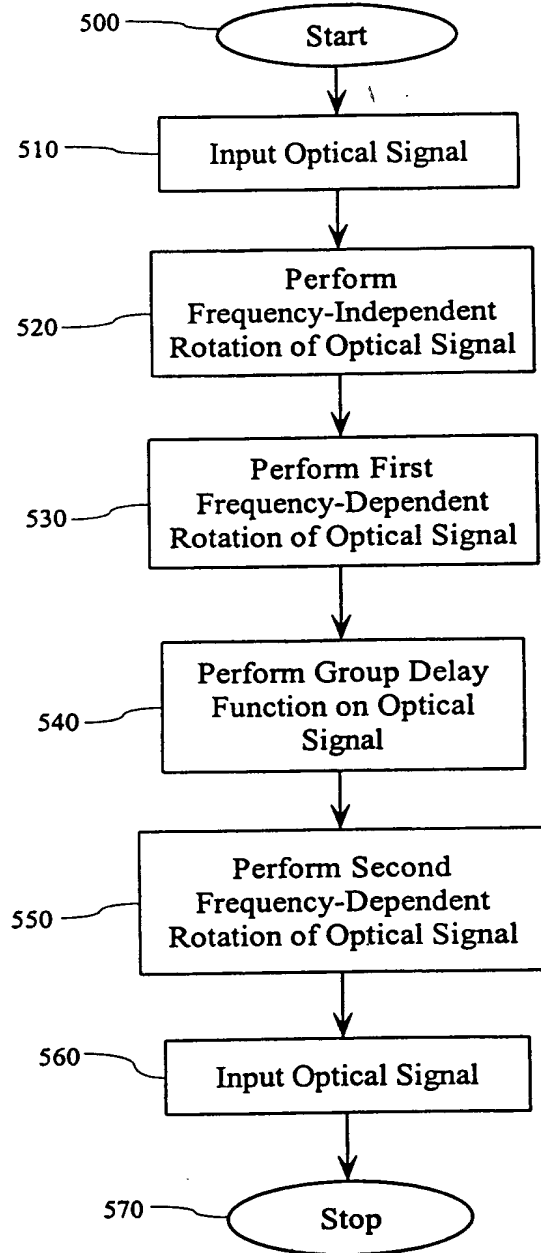 500
Start
510
Input Optical Signal
520
Perform
Frequency-Independent
Rotation of Optical Signal
530
Perform First
Frequency-Dependent
Rotation of Optical Signal
540
Perform Group Delay
Function on Optical
Signal
550
Perform Second
Frequency-Dependent
Rotation of Optical Signal
560
Input Optical Signal
570
Stop